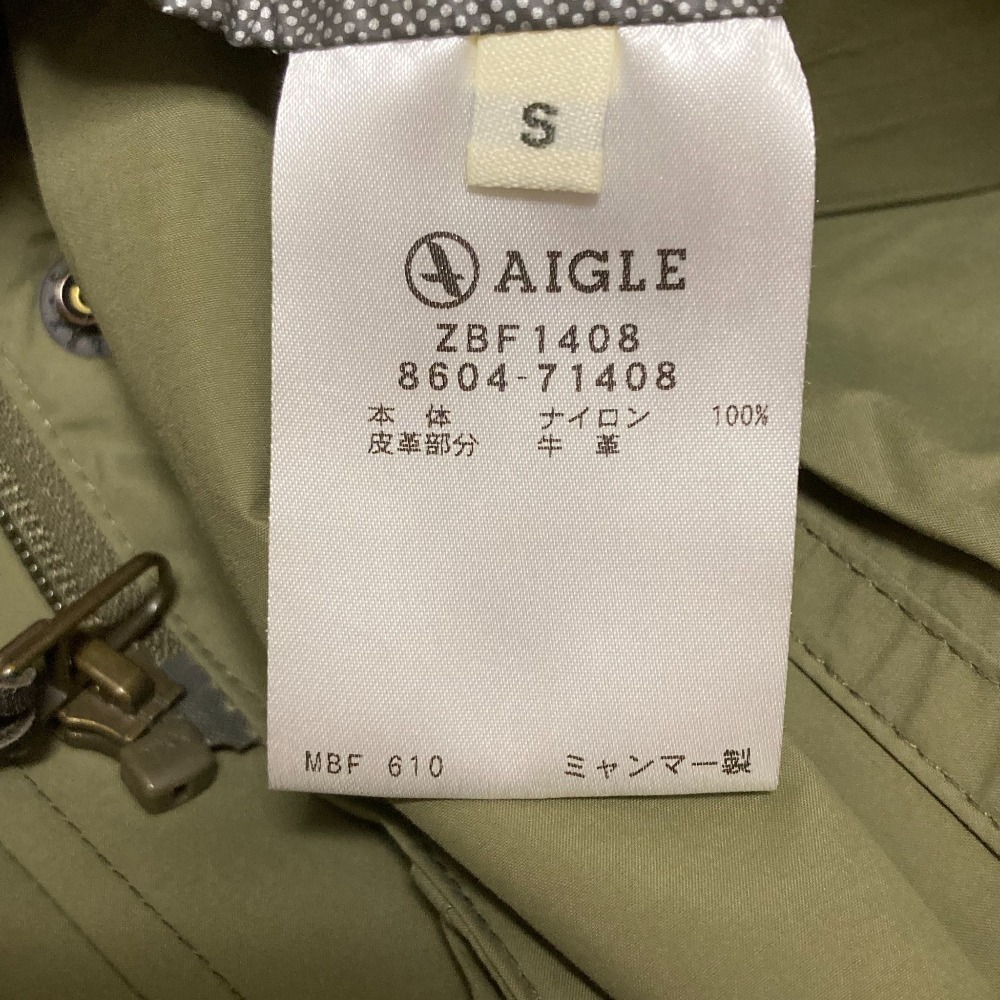 S
AIGLE
ZBF1408
8604-71408
本 体 ナイロン 100%
皮革部分 牛 革
MBF 610 ミャンマー製